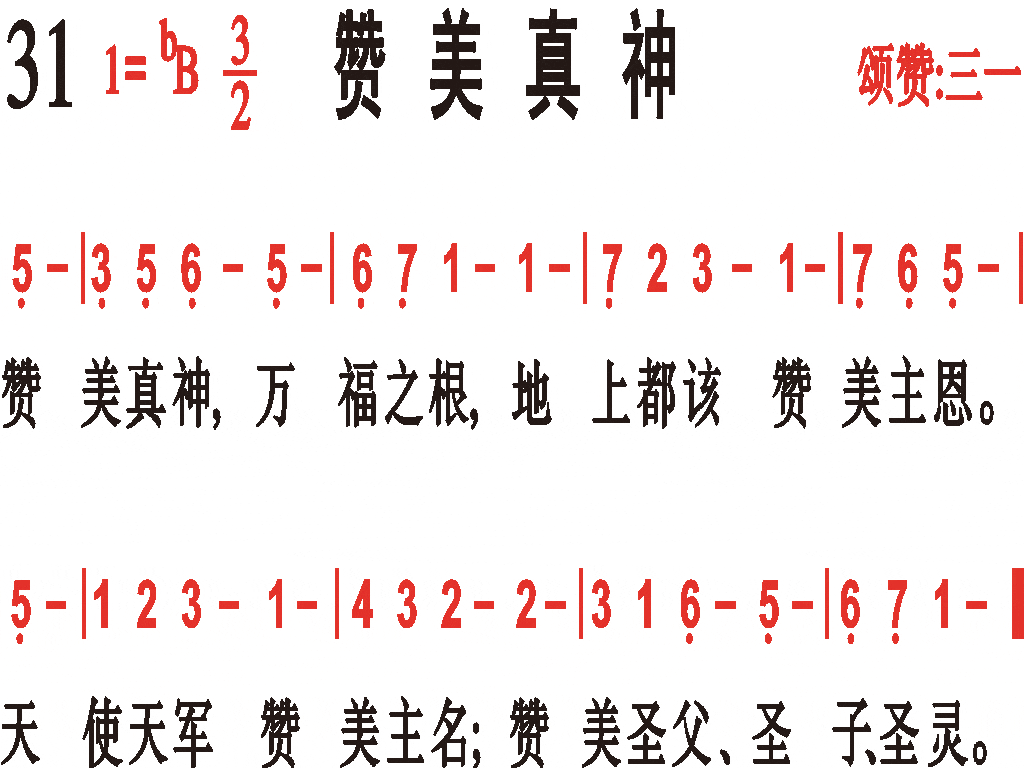 31 1=ᵇB 3/2 赞美真神 颂赞:三一
5̣ – | 3̣ 5̣ 6̣ – 5̣ – | 6̣ 7̣ 1 – 1 – | 7̣ 2 3 – 1 – | 7̣ 6̣ 5̣ – |
赞 美真神, 万 福之根, 地 上都该 赞 美主恩。
5̣ – | 1 2 3 – 1 – | 4 3 2 – 2 – | 3 1 6̣ – 5̣ – | 6̣ 7̣ 1 – ‖
天 使天军 赞 美主名; 赞 美圣父、圣 子、圣灵。